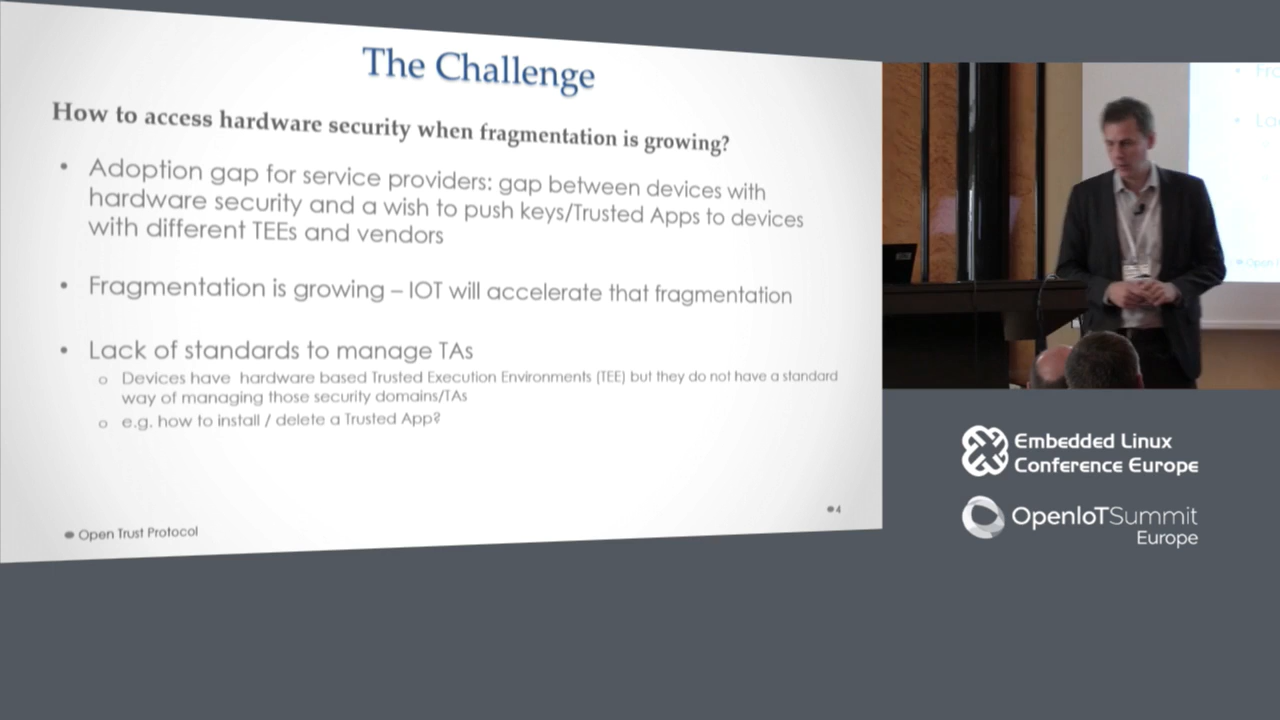 The Challenge
How to access hardware security when fragmentation is growing?
• Adoption gap for service providers: gap between devices with
hardware security and a wish to push keys/Trusted Apps to devices
with different TEEs and vendors
• Fragmentation is growing – IOT will accelerate that fragmentation
• Lack of standards to manage TAs
o Devices have hardware based Trusted Execution Environments (TEE) but they do not have a standard
way of managing those security domains/TAs
o e.g. how to install / delete a Trusted App?
Open Trust Protocol
4
Embedded Linux
Conference Europe
OpenIoTSummit
Europe